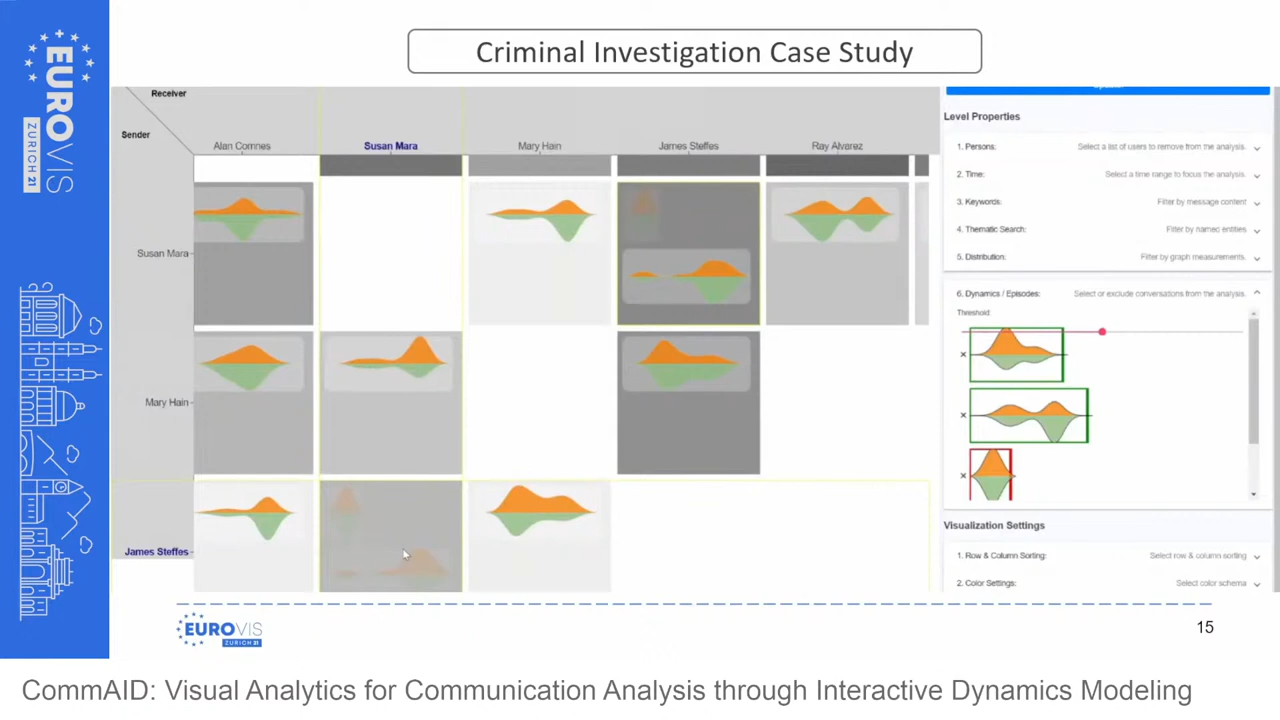 EUROVIS
ZURICH 21
Criminal Investigation Case Study
Receiver
Sender
Alan Comnes
Susan Mara
Mary Hain
James Steffes
Ray Alvarez
Susan Mara
Mary Hain
James Steffes
Level Properties
1. Persons: Select a list of users to remove from the analysis.
2. Time: Select a time range to focus the analysis.
3. Keywords: Filter by message content
4. Thematic Search: Filter by named entities
5. Distribution: Filter by graph measurements.
6. Dynamics / Episodes: Select or exclude conversations from the analysis.
Threshold:
×
×
×
Visualization Settings
1. Row & Column Sorting: Select row & column sorting
2. Color Settings: Select color schema
EUROVIS
ZURICH 21
15
CommAID: Visual Analytics for Communication Analysis through Interactive Dynamics Modeling